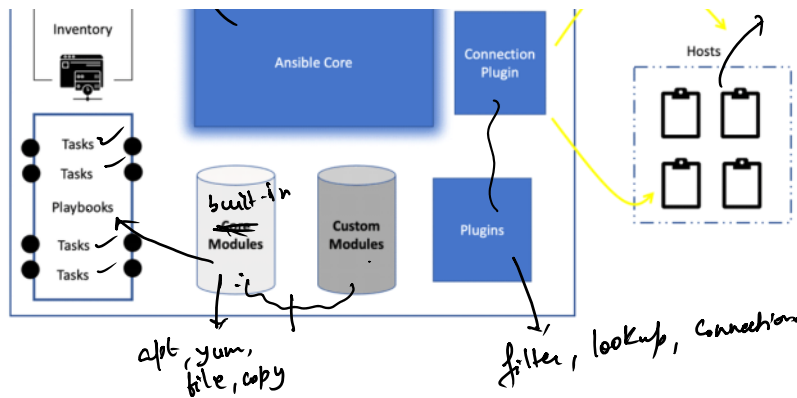 Inventory
Ansible Core
Connection
Plugin
Hosts
Tasks
Tasks
Playbooks
Tasks
Tasks
built-in
Core
Modules
Custom
Modules
Plugins
apt, yum,
file, copy
filter, lookup, connection